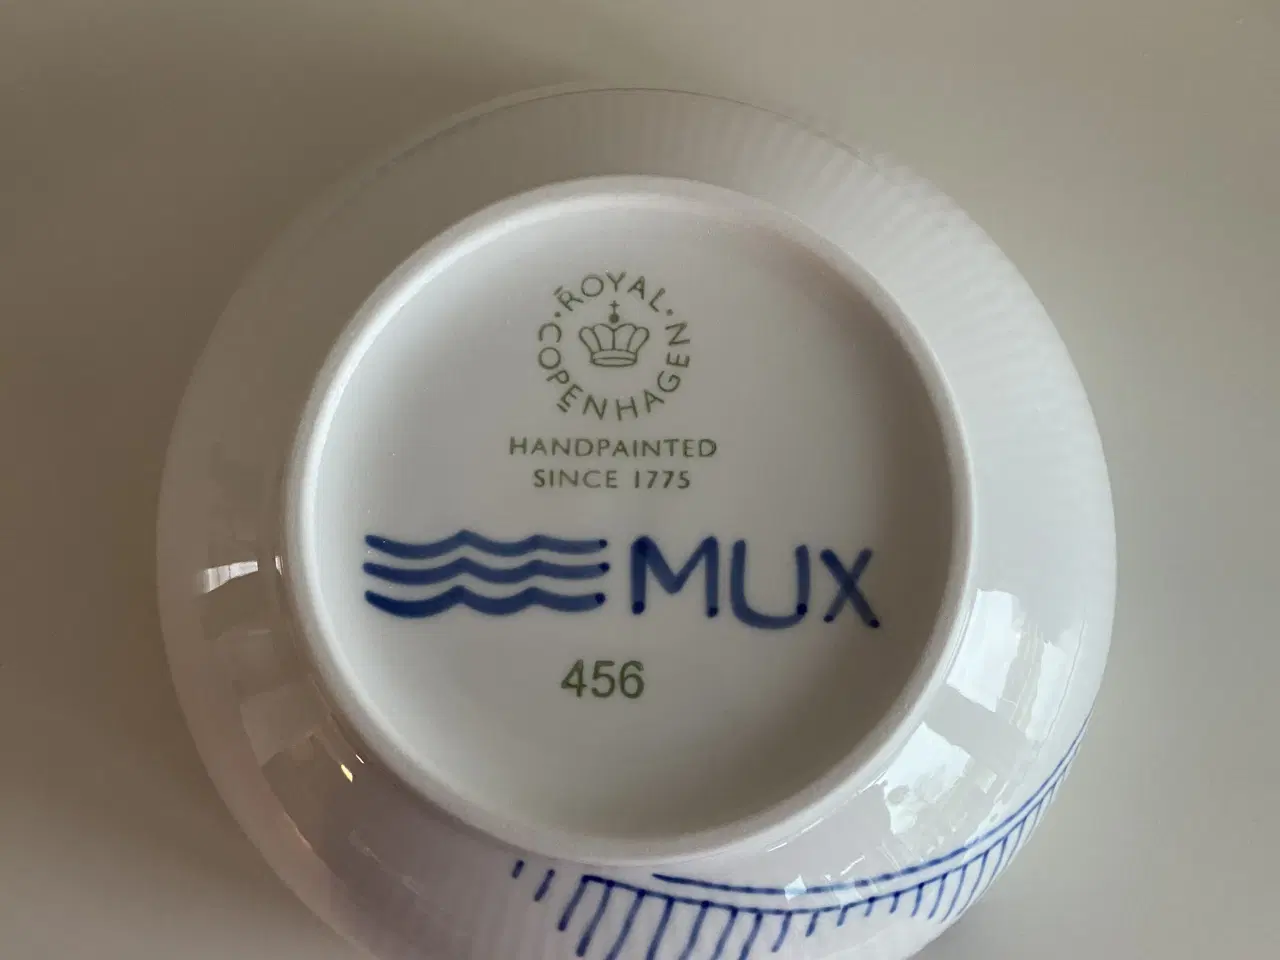 ROYAL
COPENHAGEN
HANDPAINTED
SINCE 1775
MUX
456